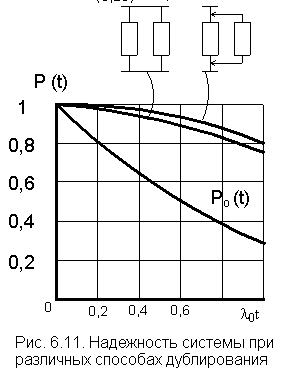 P (t)
1
0,8
0,6
0,4
0,2
0
0,2
0,4
0,6
λ₀t
P₀ (t)
Рис. 6.11. Надежность системы при
различных способах дублирования